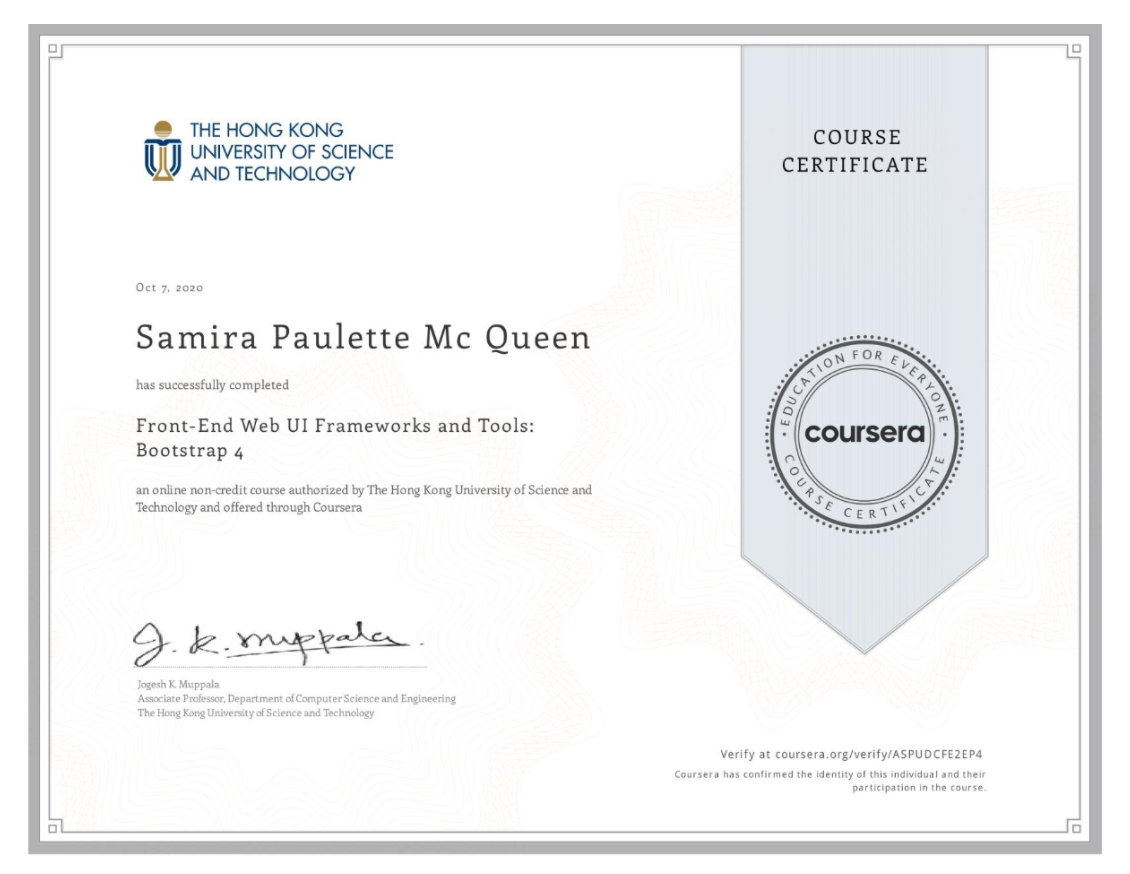 THE HONG KONG
UNIVERSITY OF SCIENCE
AND TECHNOLOGY
COURSE
CERTIFICATE
Oct 7, 2020
Samira Paulette Mc Queen
has successfully completed
Front-End Web UI Frameworks and Tools:
Bootstrap 4
an online non-credit course authorized by The Hong Kong University of Science and
Technology and offered through Coursera
EDUCATION FOR EVERYONE
coursera
COURSE CERTIFICATE
J. K. Muppala.
Jogesh K. Muppala
Associate Professor, Department of Computer Science and Engineering
The Hong Kong University of Science and Technology
Verify at coursera.org/verify/ASPUDCFE2EP4
Coursera has confirmed the identity of this individual and their
participation in the course.